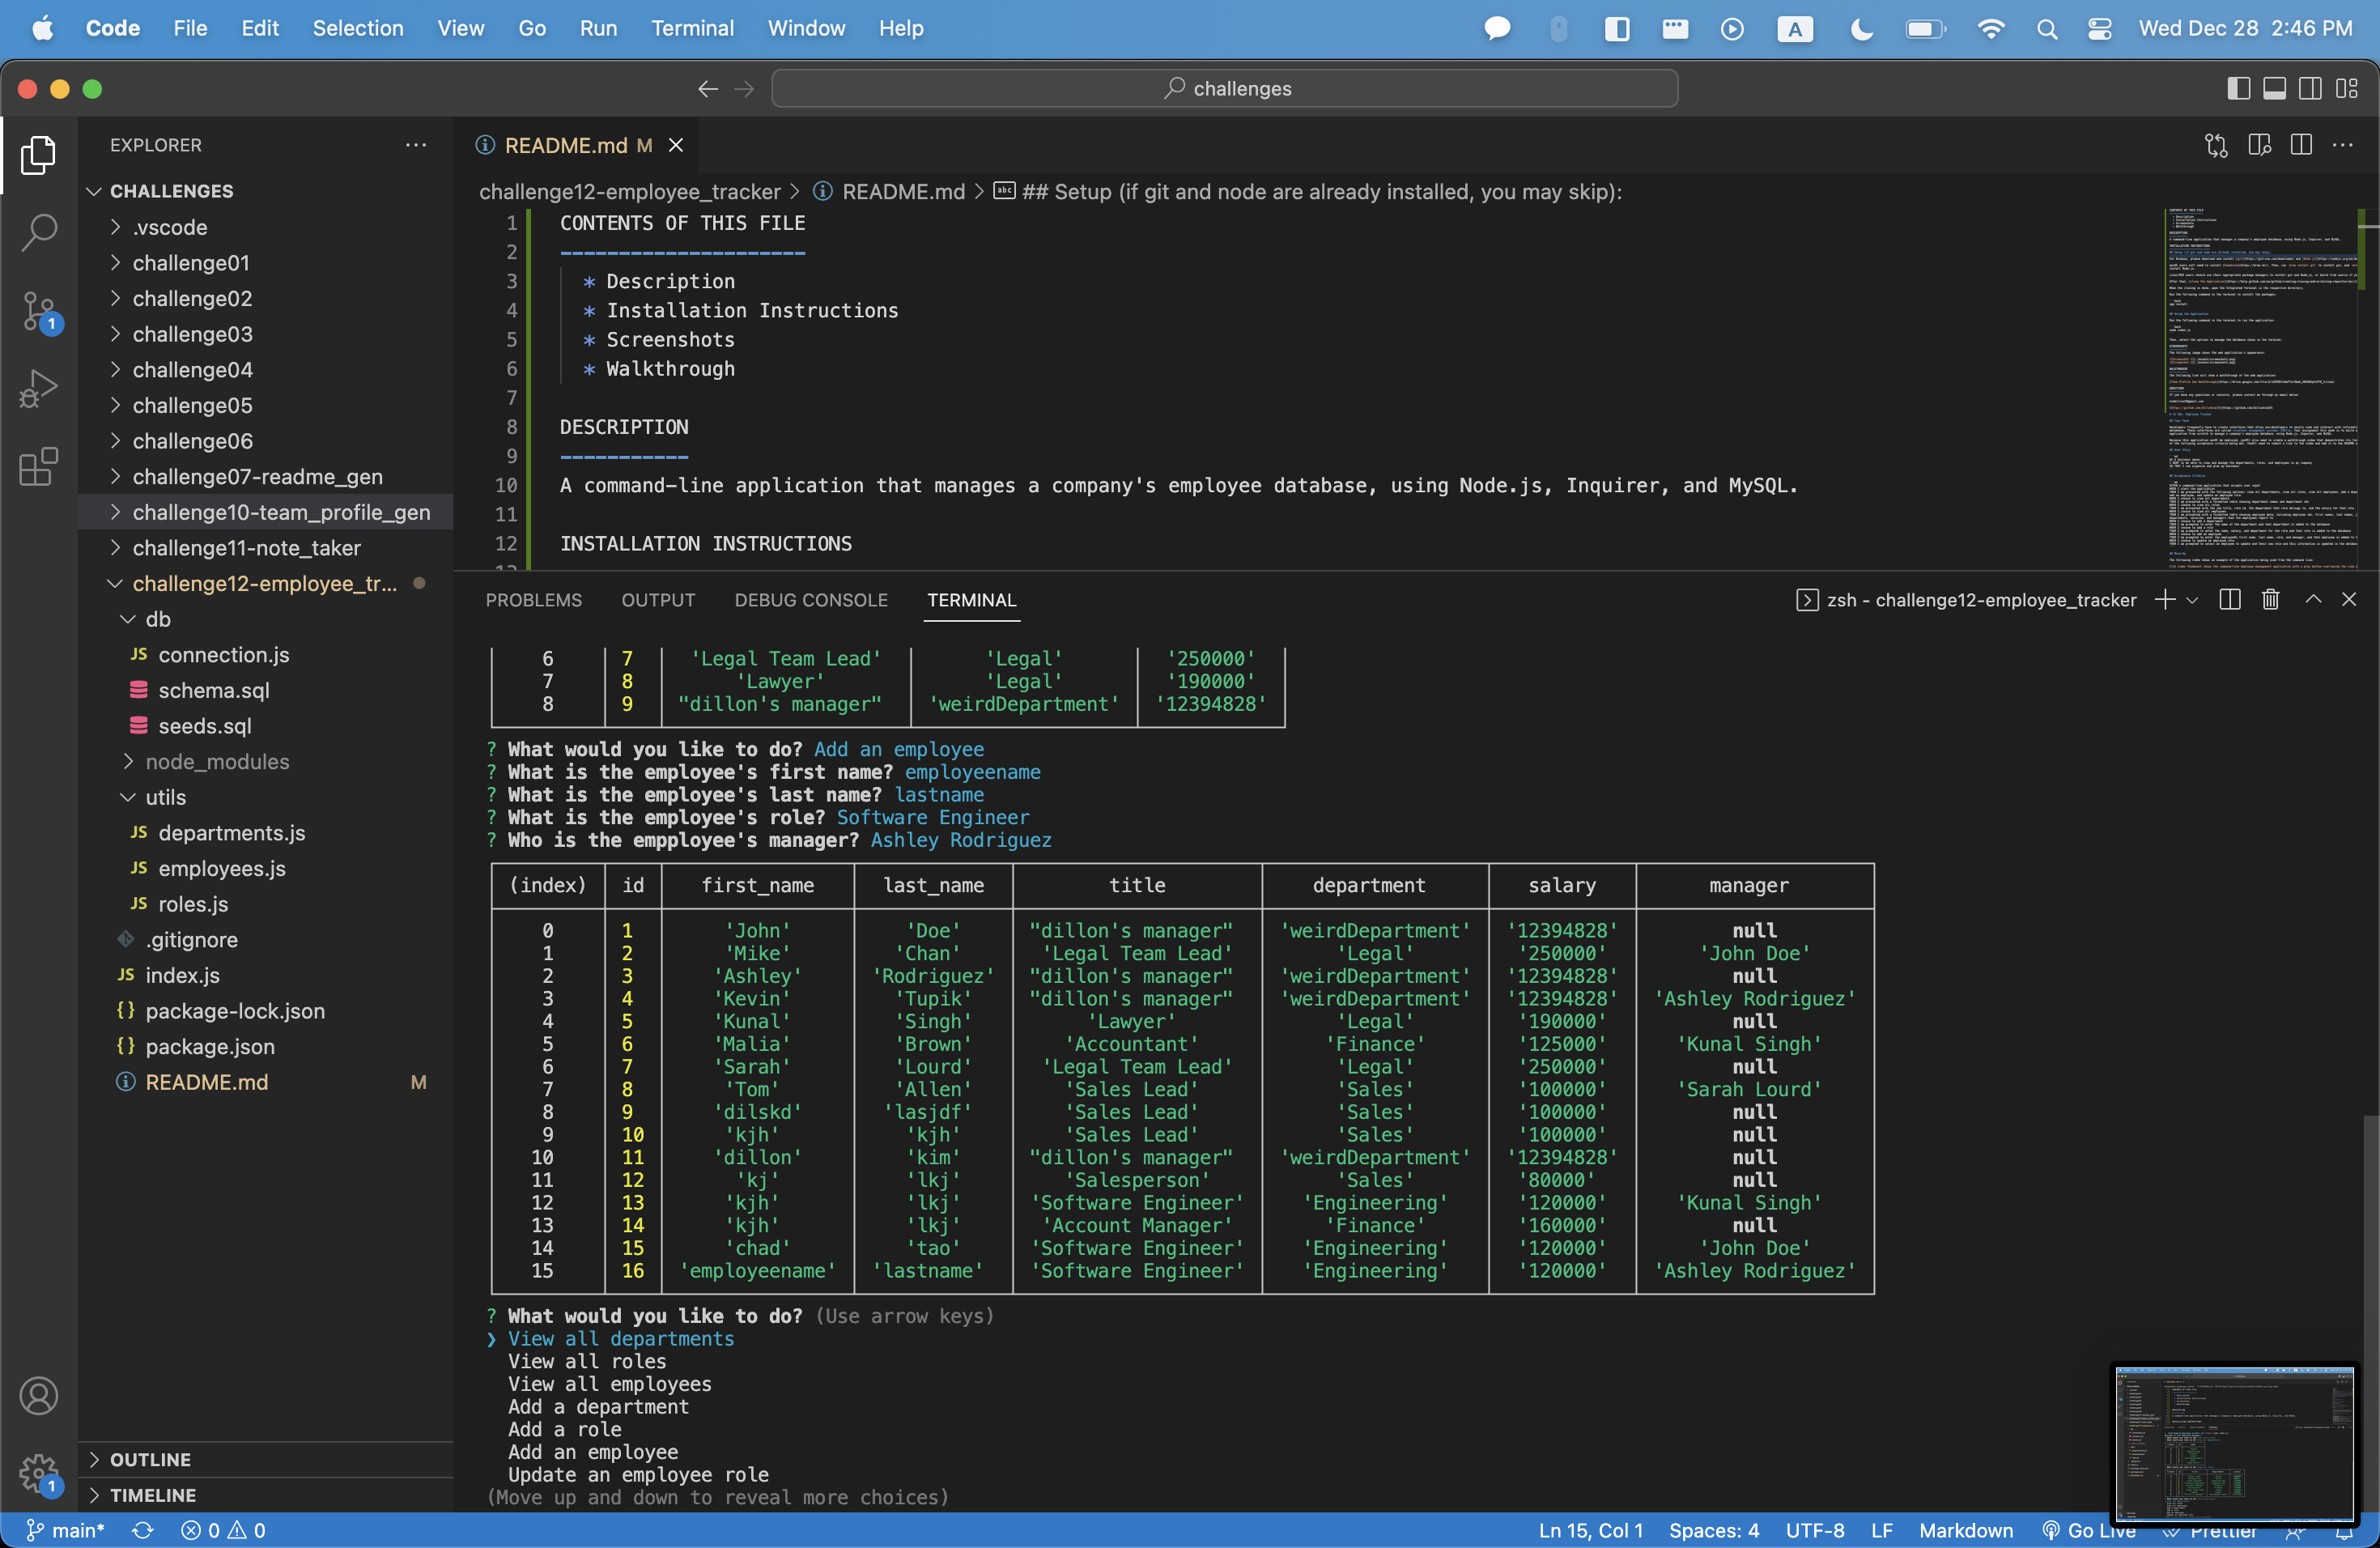 Code File Edit Selection View Go Run Terminal Window Help A Wed Dec 28 2:46 PM
challenges
EXPLORER
CHALLENGES
.vscode
challenge01
challenge02
challenge03
challenge04
challenge05
challenge06
challenge07-readme_gen
challenge10-team_profile_gen
challenge11-note_taker
challenge12-employee_tr...
db
JS connection.js
schema.sql
seeds.sql
node_modules
utils
JS departments.js
JS employees.js
JS roles.js
.gitignore
JS index.js
{} package-lock.json
{} package.json
README.md M
OUTLINE
TIMELINE
1
1
README.md M
challenge12-employee_tracker > README.md > abc ## Setup (if git and node are already installed, you may skip):
1 CONTENTS OF THIS FILE
2 ---------------------
3 * Description
4 * Installation Instructions
5 * Screenshots
6 * Walkthrough
7
8 DESCRIPTION
9 -----------
10 A command-line application that manages a company's employee database, using Node.js, Inquirer, and MySQL.
11
12 INSTALLATION INSTRUCTIONS
PROBLEMS OUTPUT DEBUG CONSOLE TERMINAL zsh - challenge12-employee_tracker
6 7 'Legal Team Lead' 'Legal' '250000'
7 8 'Lawyer' 'Legal' '190000'
8 9 "dillon's manager" 'weirdDepartment' '12394828'
? What would you like to do? Add an employee
? What is the employee's first name? employeename
? What is the employee's last name? lastname
? What is the employee's role? Software Engineer
? Who is the empployee's manager? Ashley Rodriguez
(index) id first_name last_name title department salary manager
0 1 'John' 'Doe' "dillon's manager" 'weirdDepartment' '12394828' null
1 2 'Mike' 'Chan' 'Legal Team Lead' 'Legal' '250000' 'John Doe'
2 3 'Ashley' 'Rodriguez' "dillon's manager" 'weirdDepartment' '12394828' null
3 4 'Kevin' 'Tupik' "dillon's manager" 'weirdDepartment' '12394828' 'Ashley Rodriguez'
4 5 'Kunal' 'Singh' 'Lawyer' 'Legal' '190000' null
5 6 'Malia' 'Brown' 'Accountant' 'Finance' '125000' 'Kunal Singh'
6 7 'Sarah' 'Lourd' 'Legal Team Lead' 'Legal' '250000' null
7 8 'Tom' 'Allen' 'Sales Lead' 'Sales' '100000' 'Sarah Lourd'
8 9 'dilskd' 'lasjdf' 'Sales Lead' 'Sales' '100000' null
9 10 'kjh' 'kjh' 'Sales Lead' 'Sales' '100000' null
10 11 'dillon' 'kim' "dillon's manager" 'weirdDepartment' '12394828' null
11 12 'kj' 'lkj' 'Salesperson' 'Sales' '80000' null
12 13 'kjh' 'lkj' 'Software Engineer' 'Engineering' '120000' 'Kunal Singh'
13 14 'kjh' 'lkj' 'Account Manager' 'Finance' '160000' null
14 15 'chad' 'tao' 'Software Engineer' 'Engineering' '120000' 'John Doe'
15 16 'employeename' 'lastname' 'Software Engineer' 'Engineering' '120000' 'Ashley Rodriguez'
? What would you like to do? (Use arrow keys)
❯ View all departments
View all roles
View all employees
Add a department
Add a role
Add an employee
Update an employee role
(Move up and down to reveal more choices)
main* 0 0 Ln 15, Col 1 Spaces: 4 UTF-8 LF Markdown Go Live Prettier